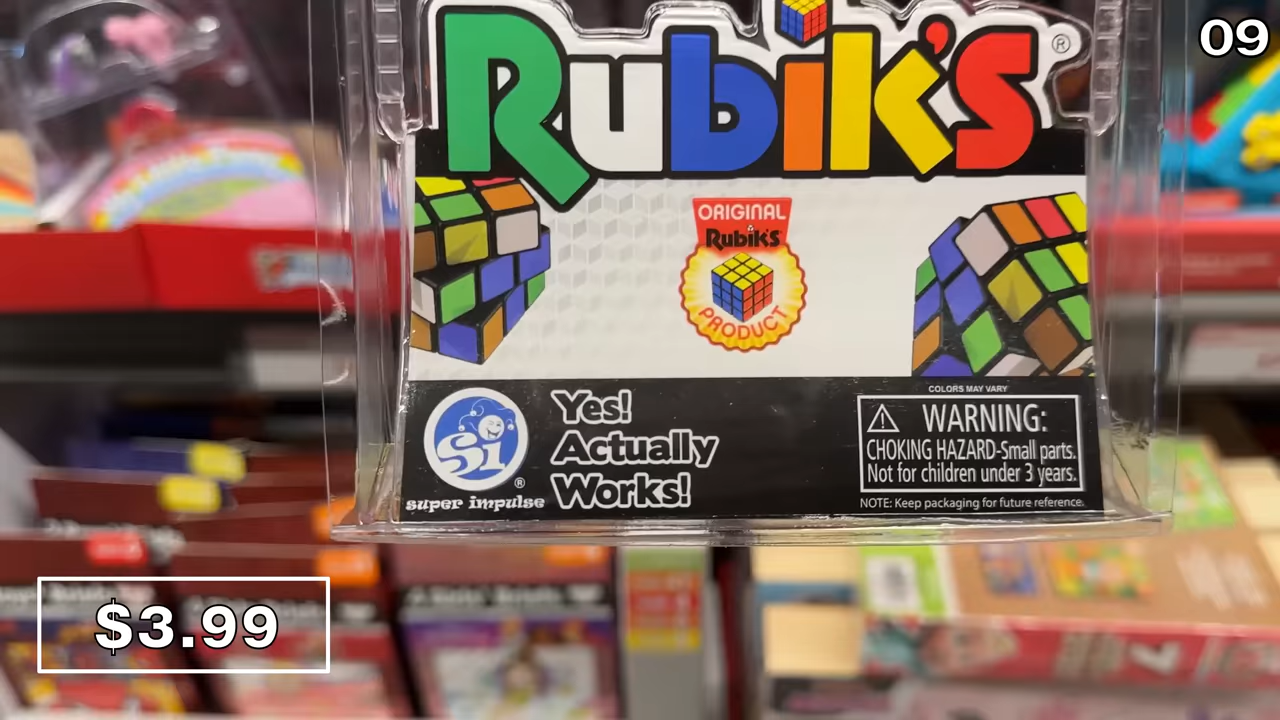 09
Rubik's®
ORIGINAL
Rubik's
PRODUCT
COLORS MAY VARY
Si®
super impulse
Yes!
Actually
Works!
WARNING:
CHOKING HAZARD-Small parts.
Not for children under 3 years.
NOTE: Keep packaging for future reference.
$3.99